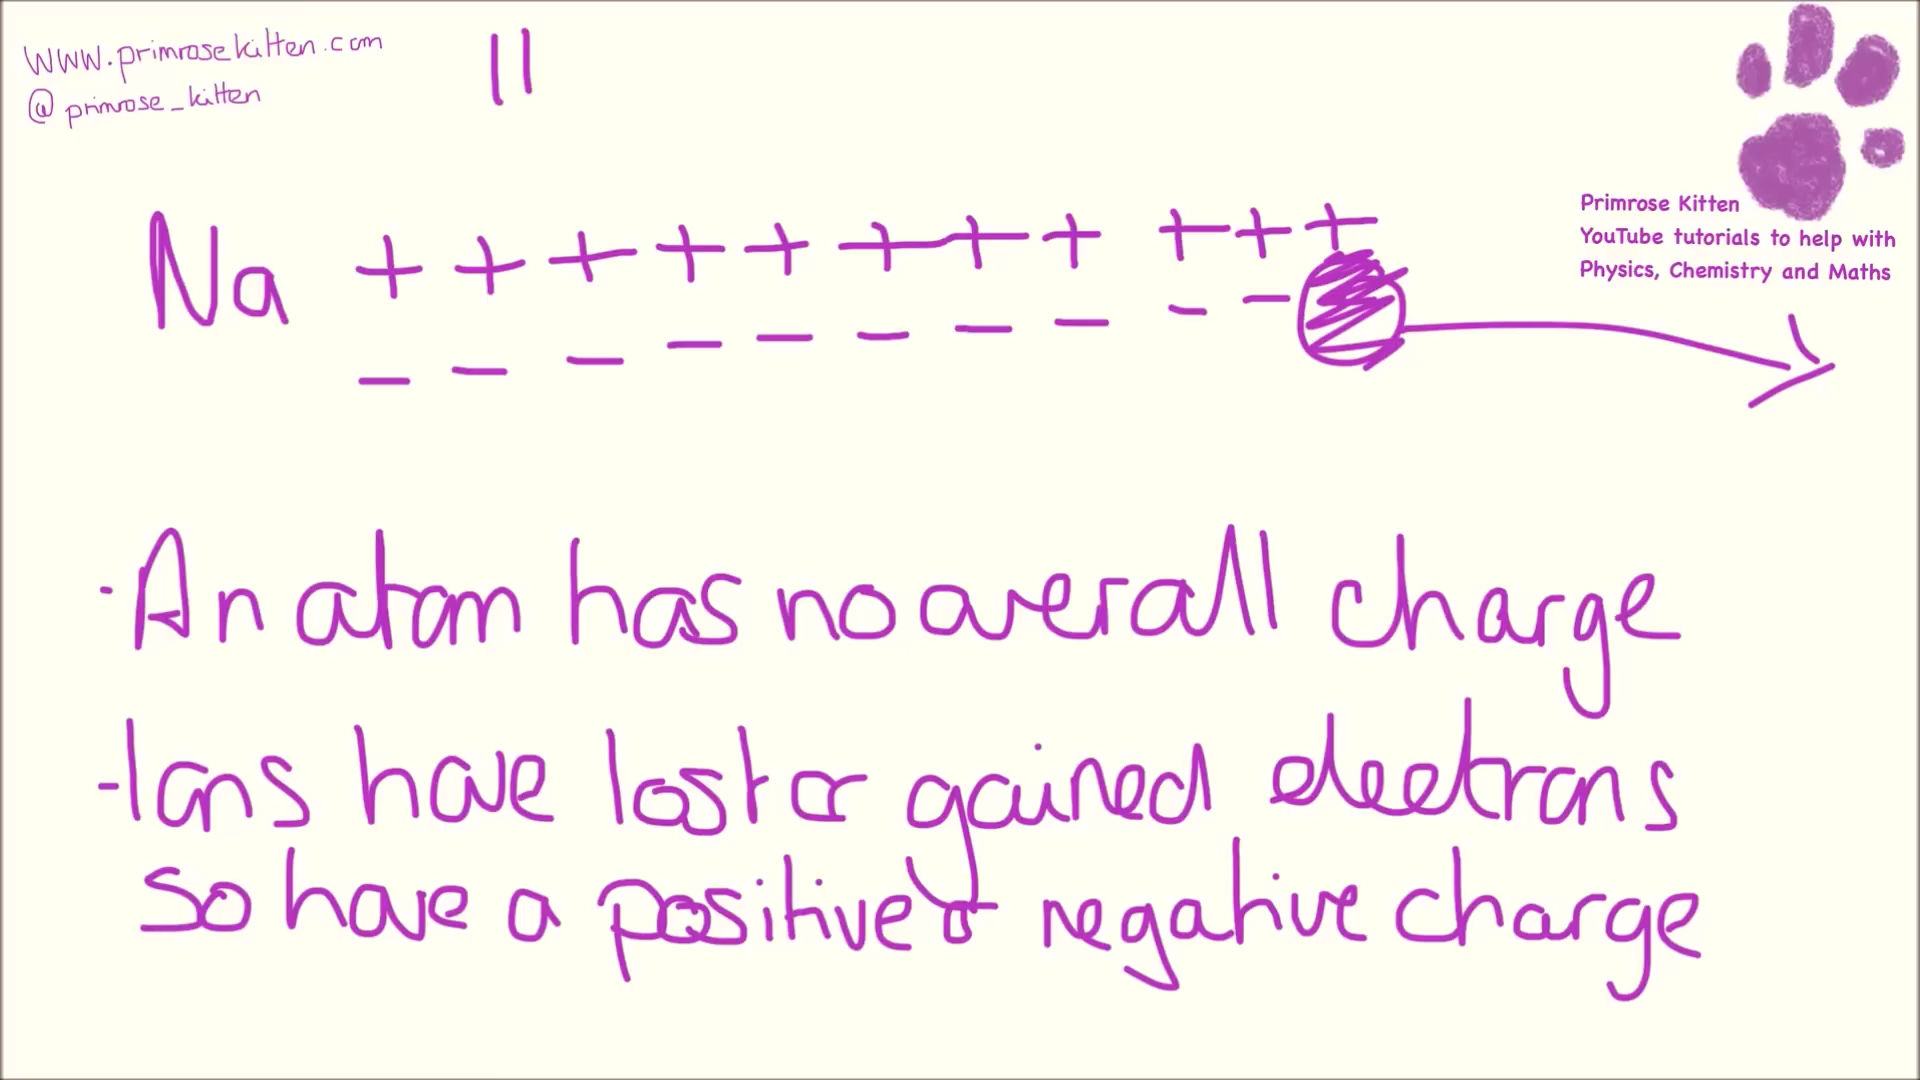 www.primrosekitten.com
@primrose_kitten
11
Primrose Kitten
YouTube tutorials to help with
Physics, Chemistry and Maths
Na + + + + + + + + + + +
- - - - - - - - - -
· An atom has no overall charge
- Ions have lost or gained electrons
so have a positive or negative charge